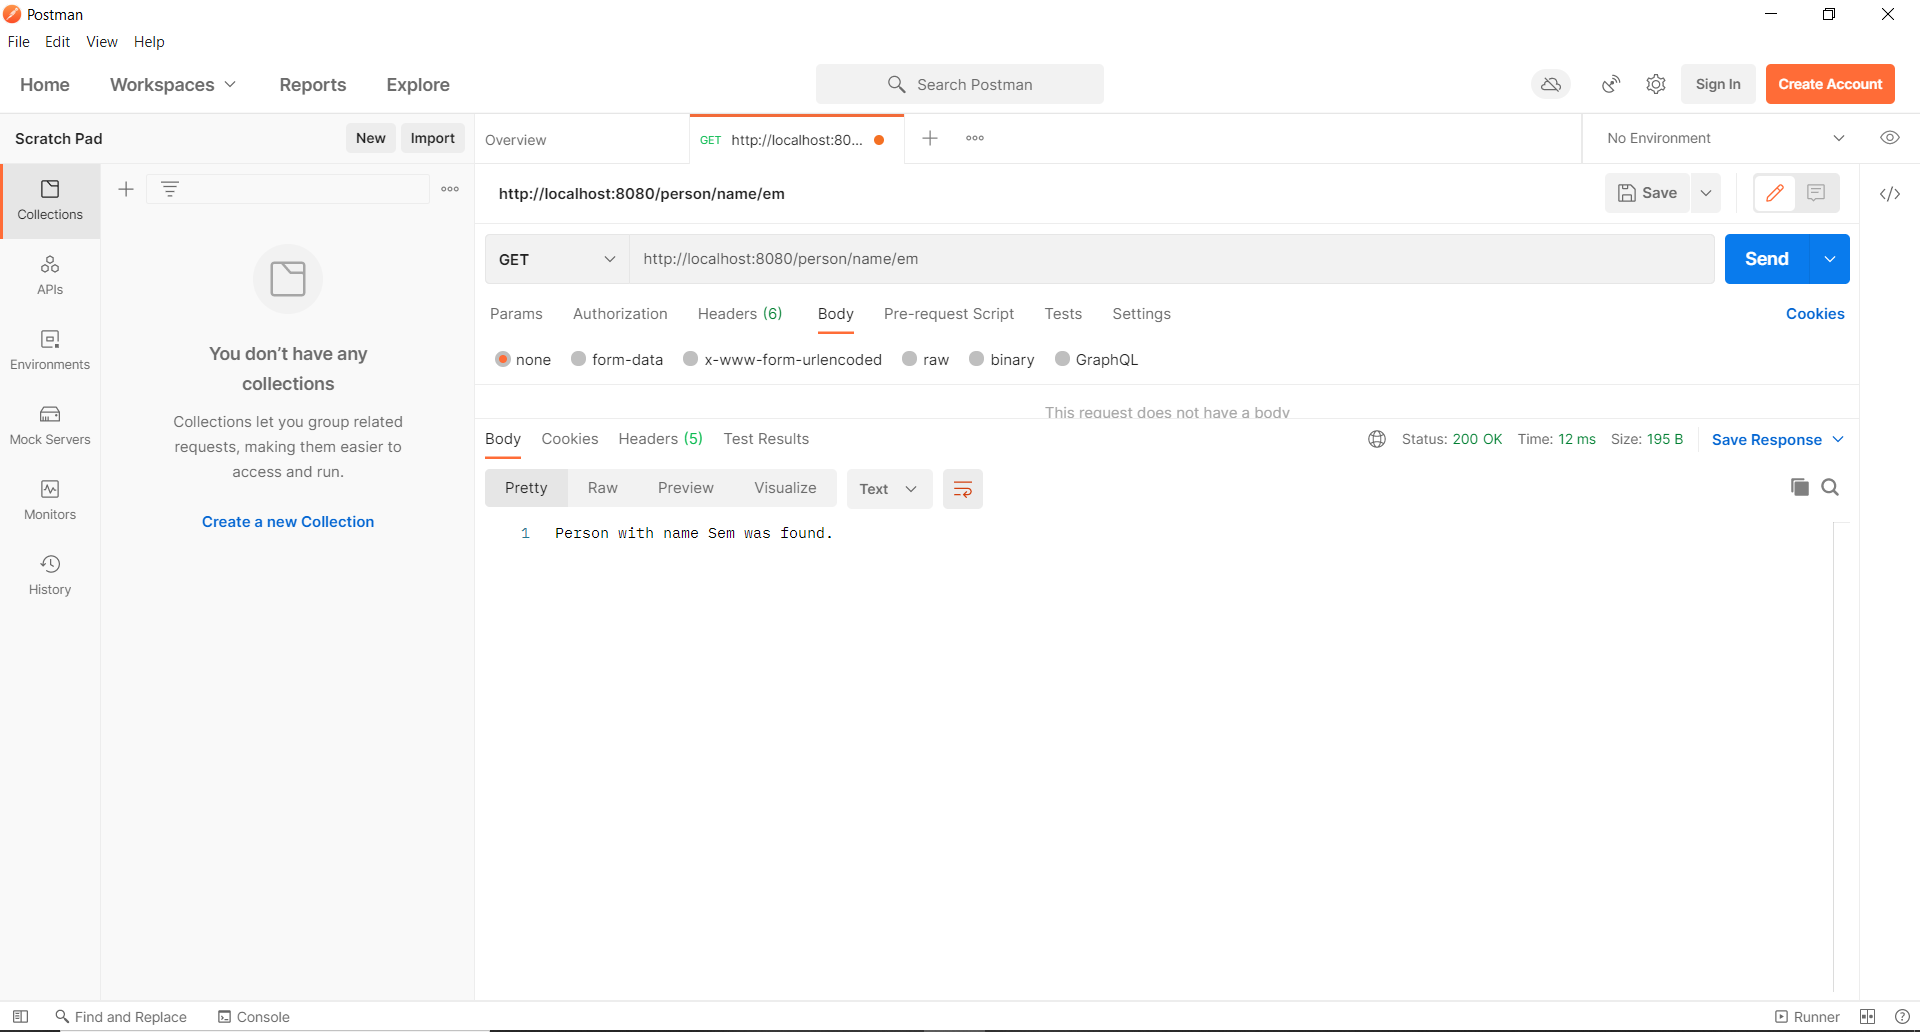 Postman
File Edit View Help
Home Workspaces Reports Explore Search Postman Sign In Create Account
Scratch Pad New Import Overview GET http://localhost:80... No Environment
http://localhost:8080/person/name/em Save
GET http://localhost:8080/person/name/em Send
Params Authorization Headers (6) Body Pre-request Script Tests Settings Cookies
none form-data x-www-form-urlencoded raw binary GraphQL
This request does not have a body
Body Cookies Headers (5) Test Results Status: 200 OK Time: 12 ms Size: 195 B Save Response
Pretty Raw Preview Visualize Text
1 Person with name Sem was found.
Collections
APIs
Environments
Mock Servers
Monitors
History
You don't have any
collections
Collections let you group related
requests, making them easier to
access and run.
Create a new Collection
Find and Replace Console Runner